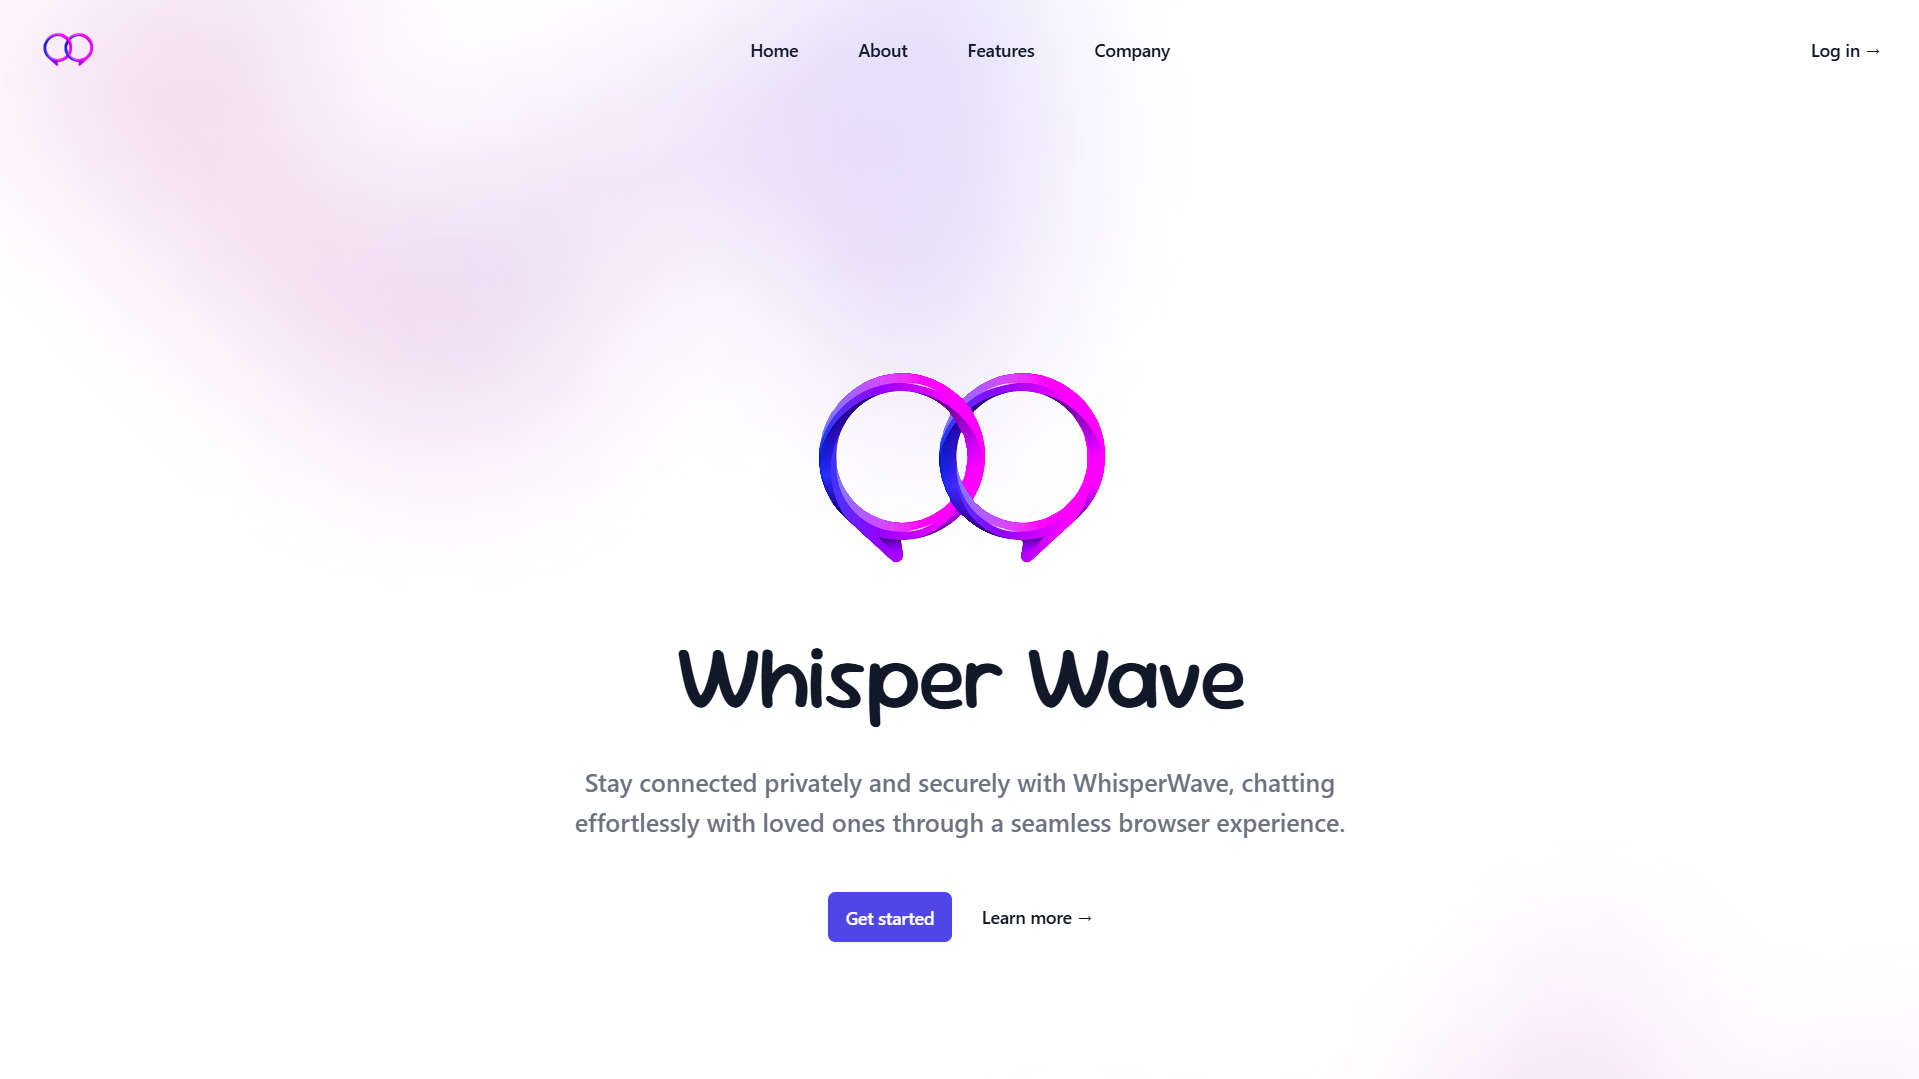 Home About Features Company Log in →
Whisper Wave
Stay connected privately and securely with WhisperWave, chatting
effortlessly with loved ones through a seamless browser experience.
Get started Learn more →